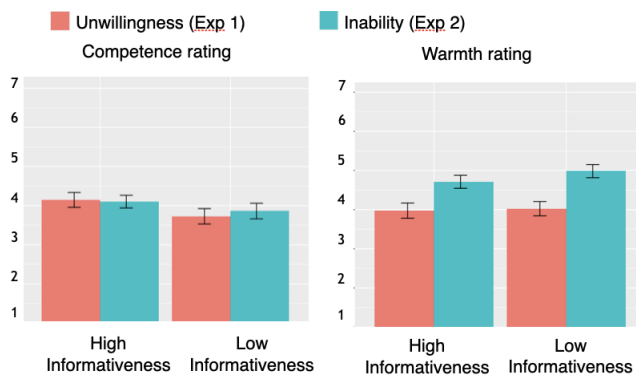 Unwillingness (Exp 1)
Inability (Exp 2)
Competence rating
Warmth rating
7
6
5
4
3
2
1
High
Informativeness
Low
Informativeness
7
6
5
4
3
2
1
High
Informativeness
Low
Informativeness